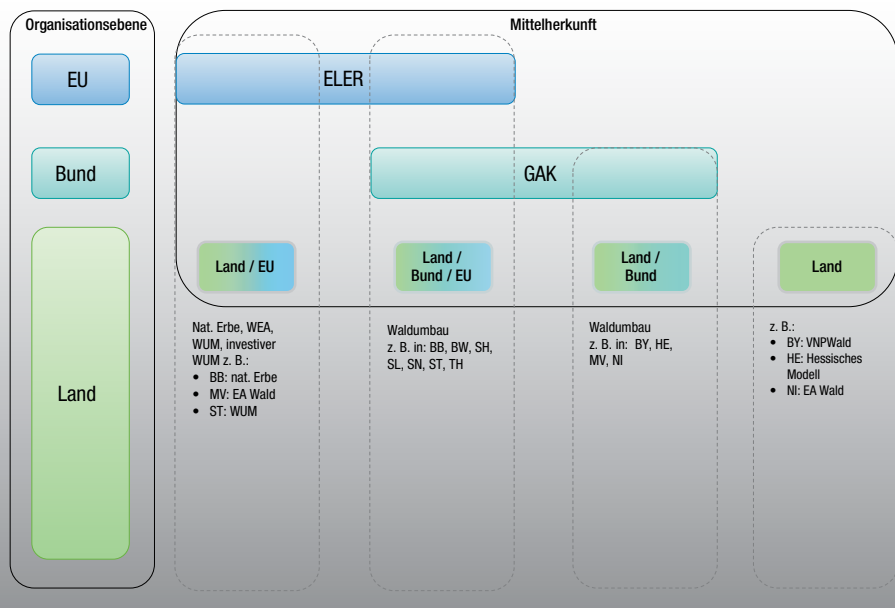 Organisationsebene
Mittelherkunft
EU
ELER
Bund
GAK
Land
Land / EU
Land /
Bund / EU
Land /
Bund
Land
Nat. Erbe, WEA,
WUM, investiver
WUM z. B.:
• BB: nat. Erbe
• MV: EA Wald
• ST: WUM
Waldumbau
z. B. in: BB, BW, SH,
SL, SN, ST, TH
Waldumbau
z. B. in: BY, HE,
MV, NI
z. B.:
• BY: VNPWald
• HE: Hessisches
Modell
• NI: EA Wald